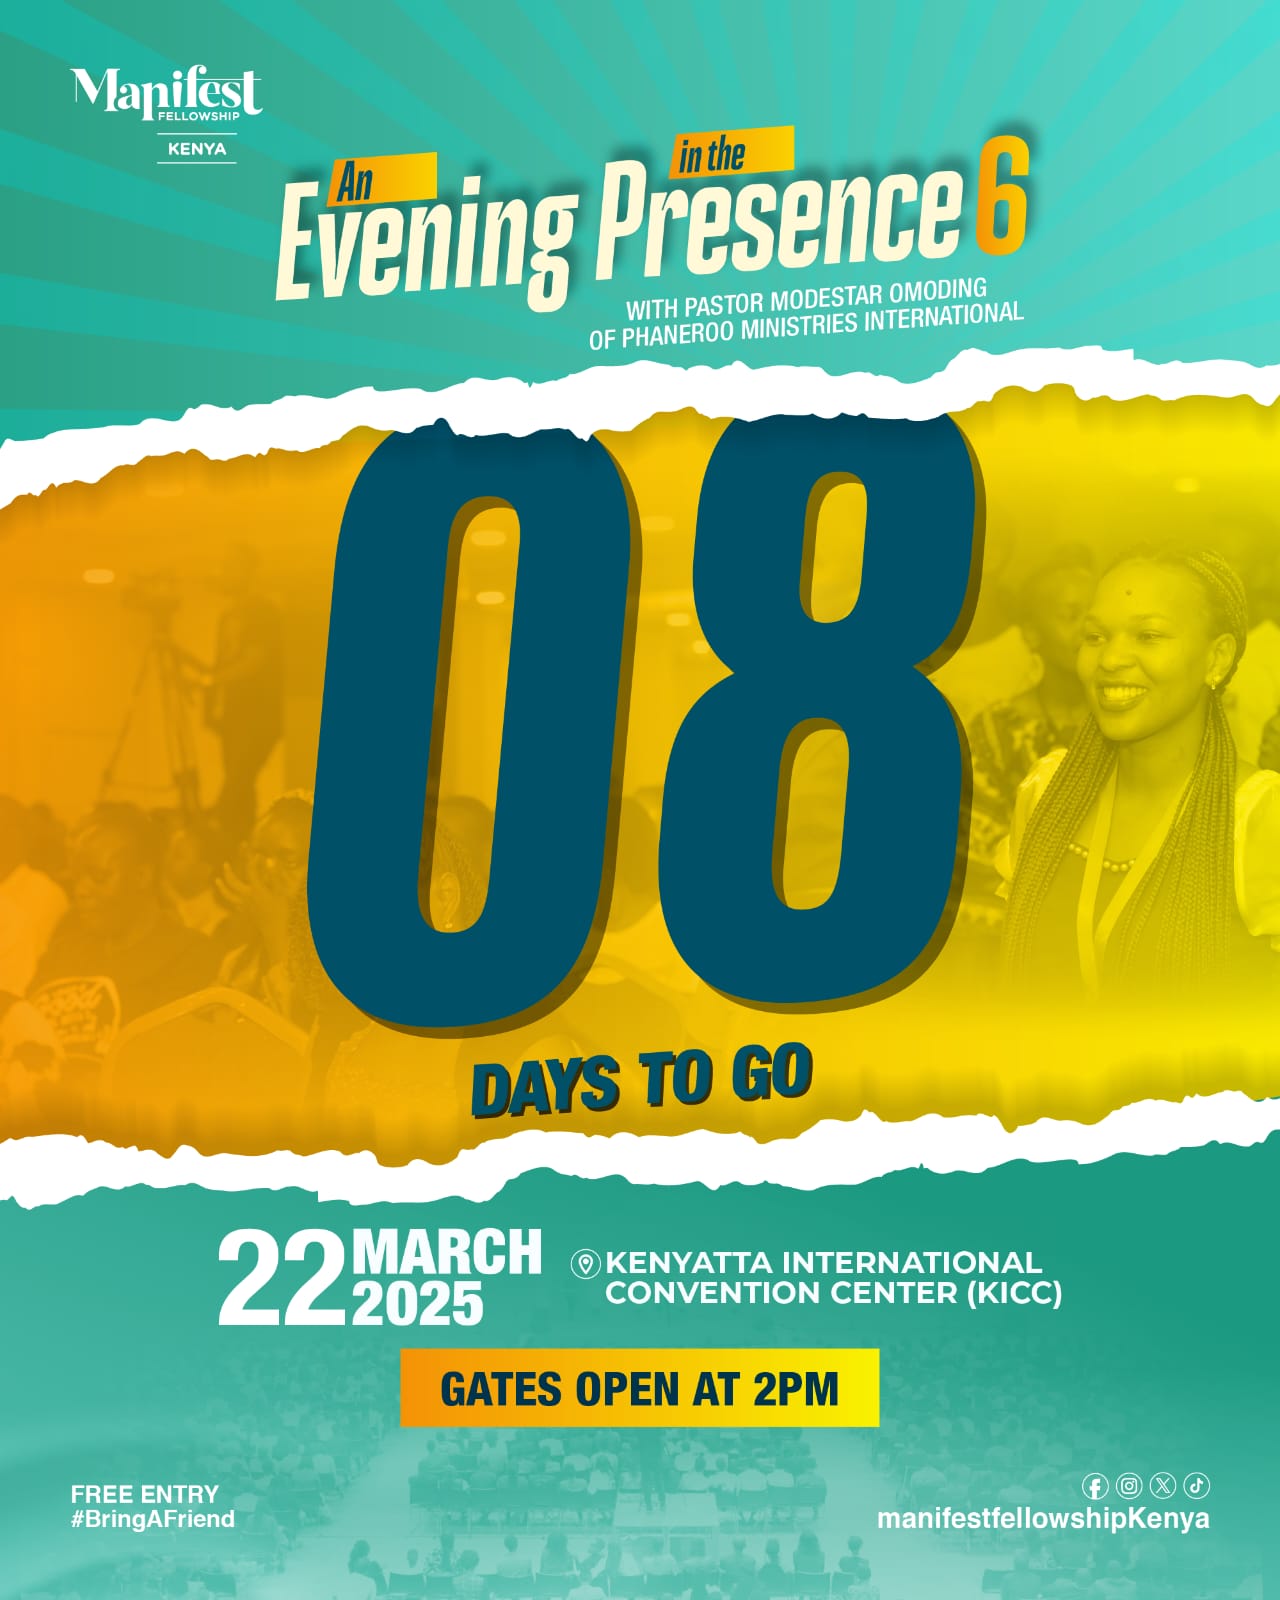 Manifest
FELLOWSHIP
KENYA
An
Evening in the
Presence 6
WITH PASTOR MODESTAR OMODING
OF PHANEROO MINISTRIES INTERNATIONAL
08
DAYS TO GO
22 MARCH
2025
KENYATTA INTERNATIONAL
CONVENTION CENTER (KICC)
GATES OPEN AT 2PM
FREE ENTRY
#BringAFriend
manifestfellowshipKenya